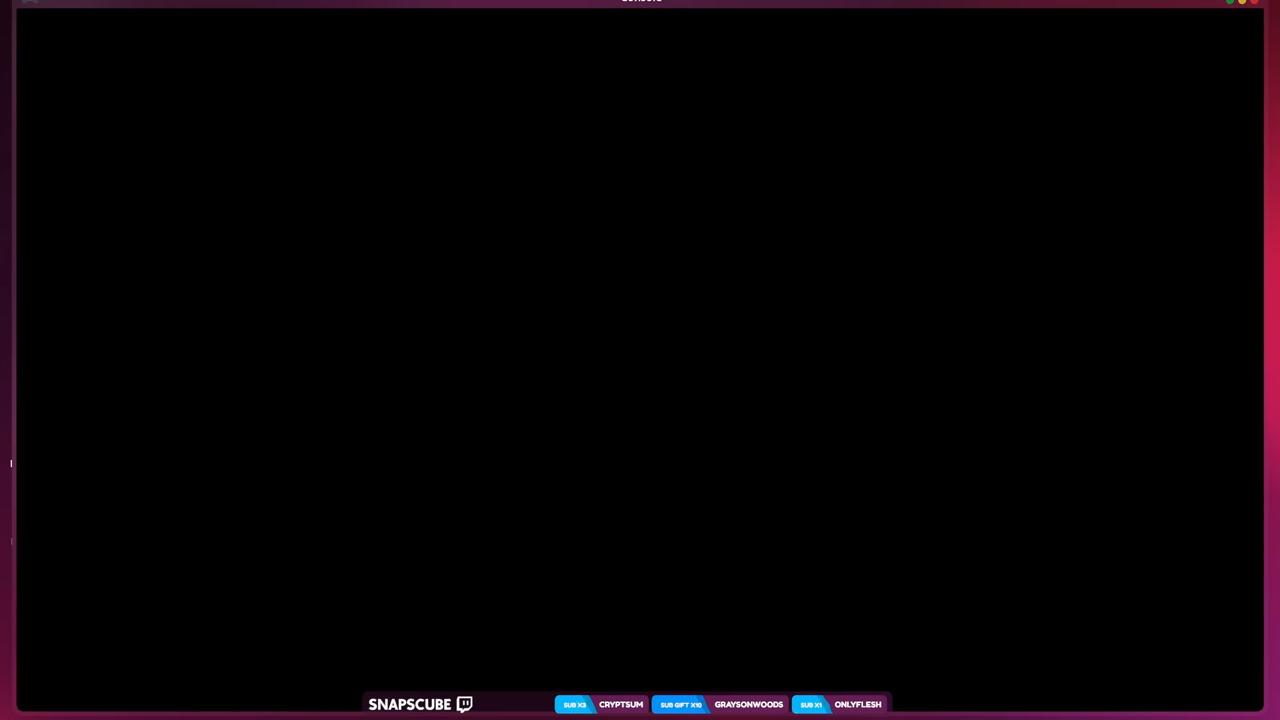 SNAPSCUBE SUB X3 CRYPTSUM SUB GIFT X10 GRAYSONWOODS SUB X1 ONLYFLESH